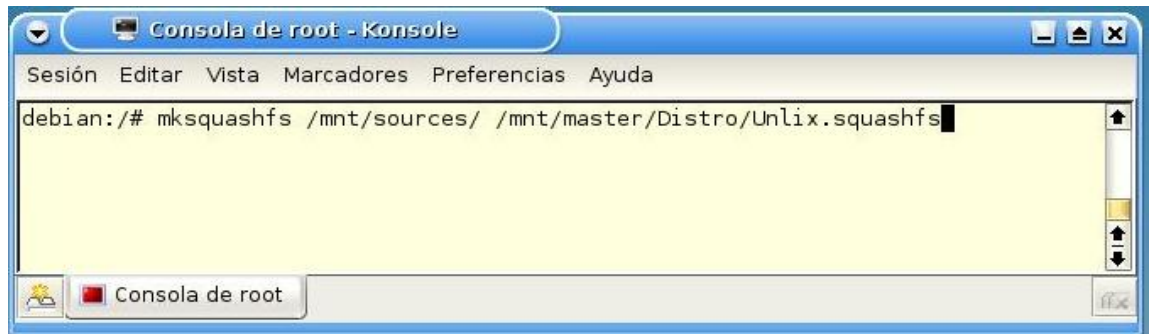 Consola de root - Konsole
Sesión Editar Vista Marcadores Preferencias Ayuda
debian:/# mksquashfs /mnt/sources/ /mnt/master/Distro/Unlix.squashfs
Consola de root